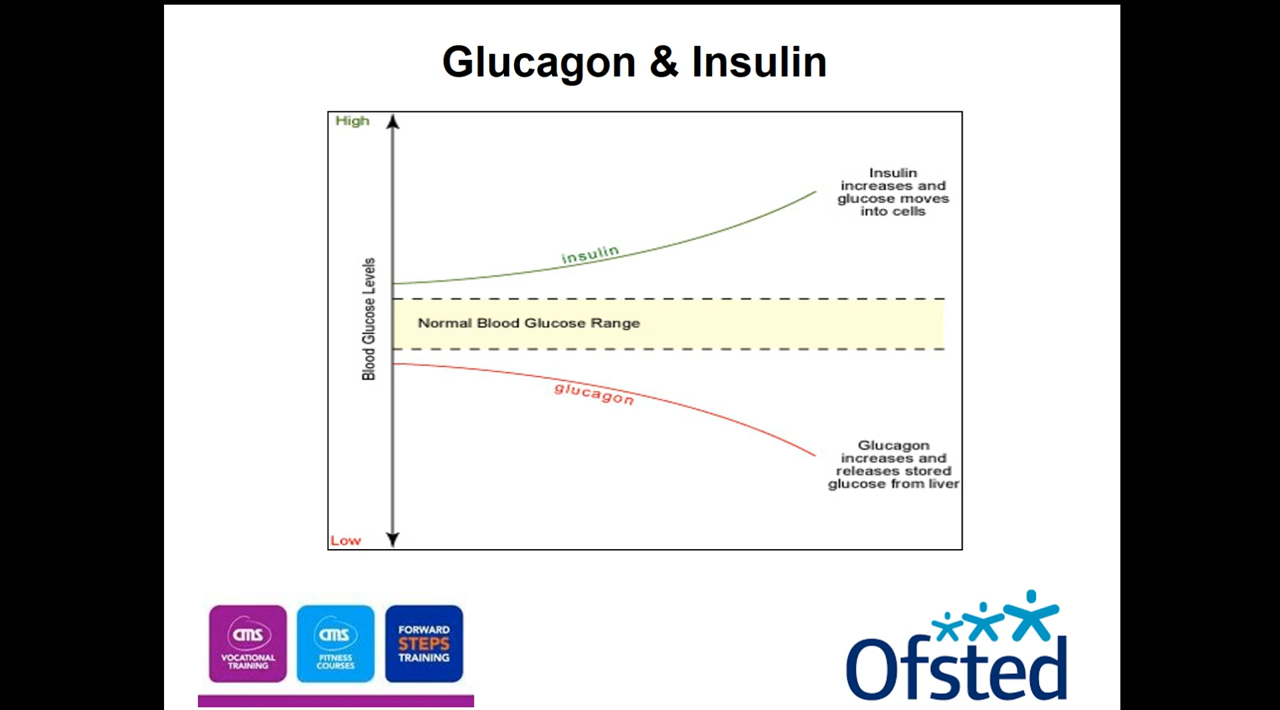 Glucagon & Insulin
High
Insulin
increases and
glucose moves
into cells
insulin
Blood Glucose Levels
Normal Blood Glucose Range
glucagon
Glucagon
increases and
releases stored
glucose from liver
Low
cms
VOCATIONAL
TRAINING
cms
FITNESS
COURSES
FORWARD
STEPS
TRAINING
Ofsted